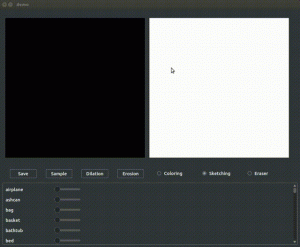 Save Sample Dilation Erosion Coloring Sketching Eraser
airplane
ashcan
bag
basket
bathtub
bed